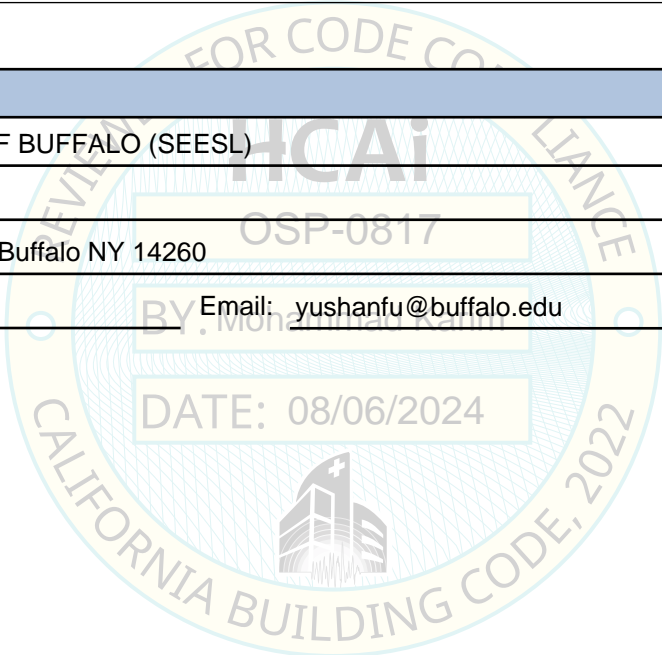 REVIEWED FOR CODE COMPLIANCE
F BUFFALO (SEESL)
HCAi
OSP-0817
Buffalo NY 14260
Email: yushanfu@buffalo.edu
BY: Mohammad Karim
DATE: 08/06/2024
CALIFORNIA BUILDING CODE, 2022